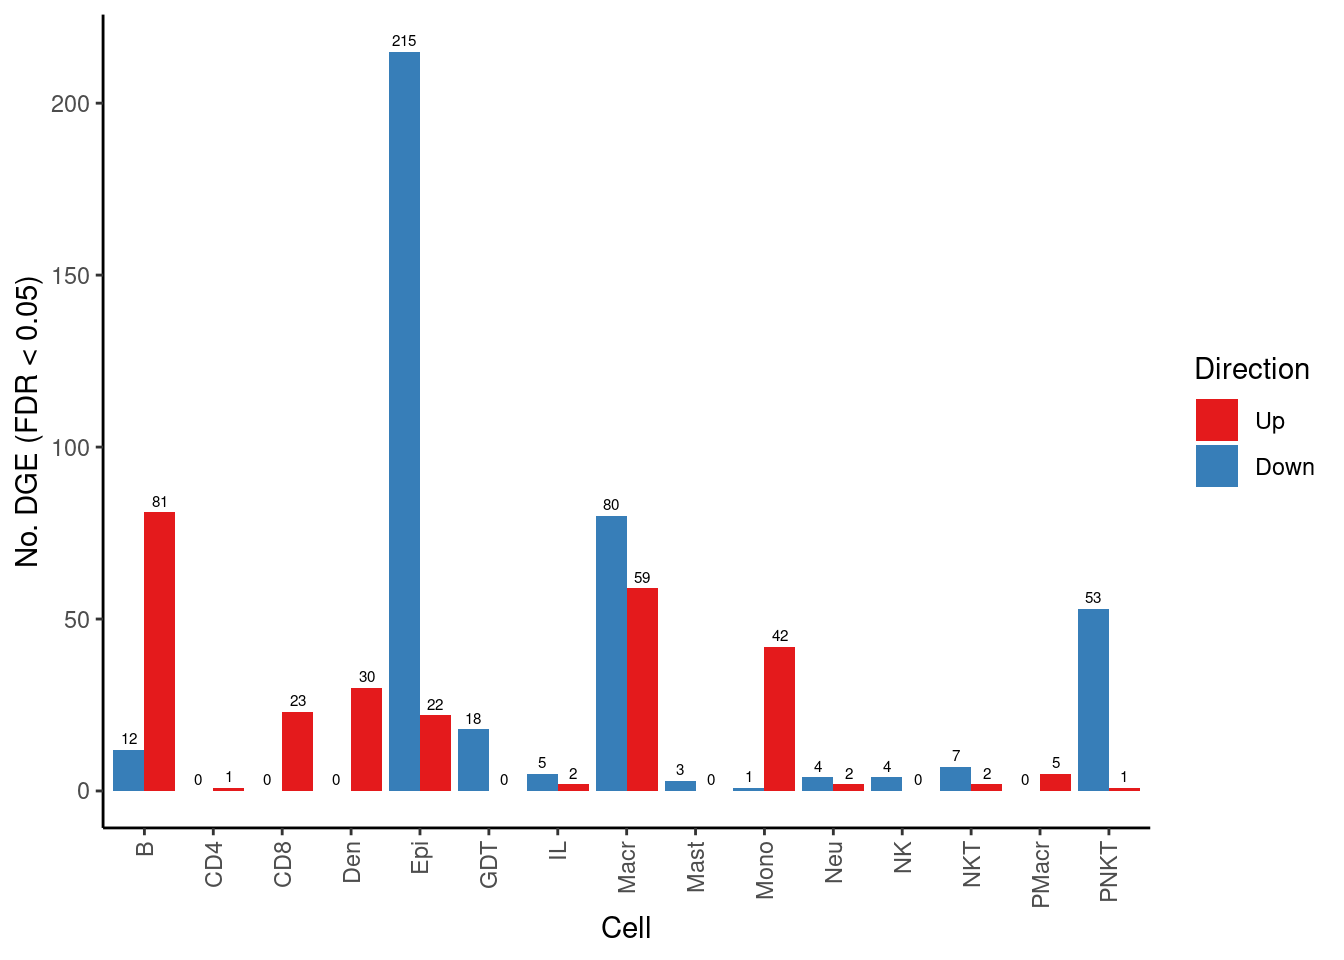 No. DGE (FDR < 0.05)
200
150
100
50
0
12
81
0
1
0
23
0
30
215
22
18
0
5
2
80
59
3
0
1
42
4
2
4
0
7
2
0
5
53
1
B
CD4
CD8
Den
Epi
GDT
IL
Macr
Mast
Mono
Neu
NK
NKT
PMacr
PNKT
Cell
Direction
Up
Down